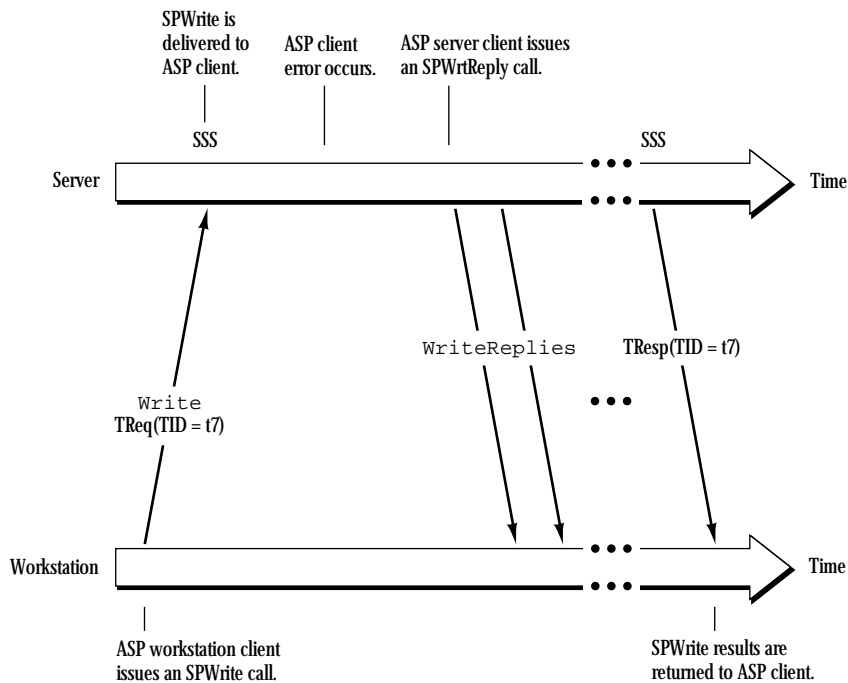 SPWrite is
delivered to
ASP client.
ASP client
error occurs.
ASP server client issues
an SPWrtReply call.
SSS
SSS
Server
Time
WriteReplies
TResp(TID = t7)
Write
TReq(TID = t7)
Workstation
Time
ASP workstation client
issues an SPWrite call.
SPWrite results are
returned to ASP client.